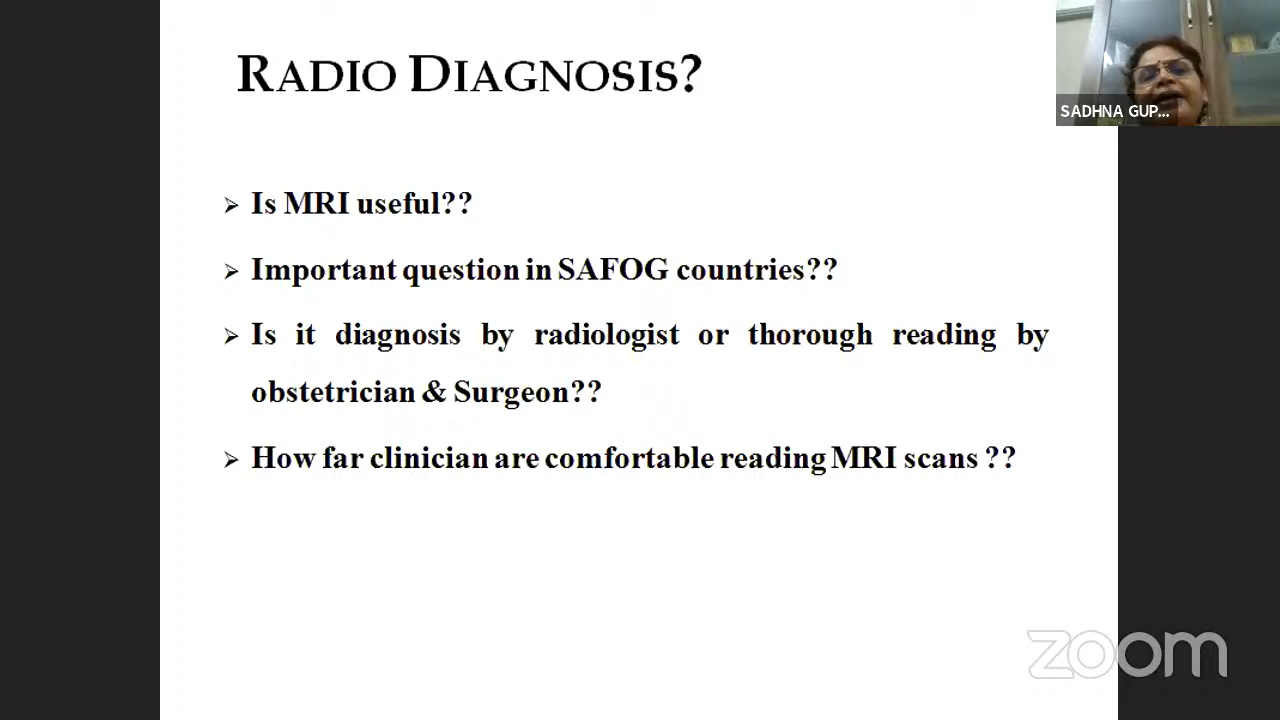 RADIO DIAGNOSIS?
SADHNA GUP...
➢ Is MRI useful??
➢ Important question in SAFOG countries??
➢ Is it diagnosis by radiologist or thorough reading by
obstetrician & Surgeon??
➢ How far clinician are comfortable reading MRI scans ??
zoom